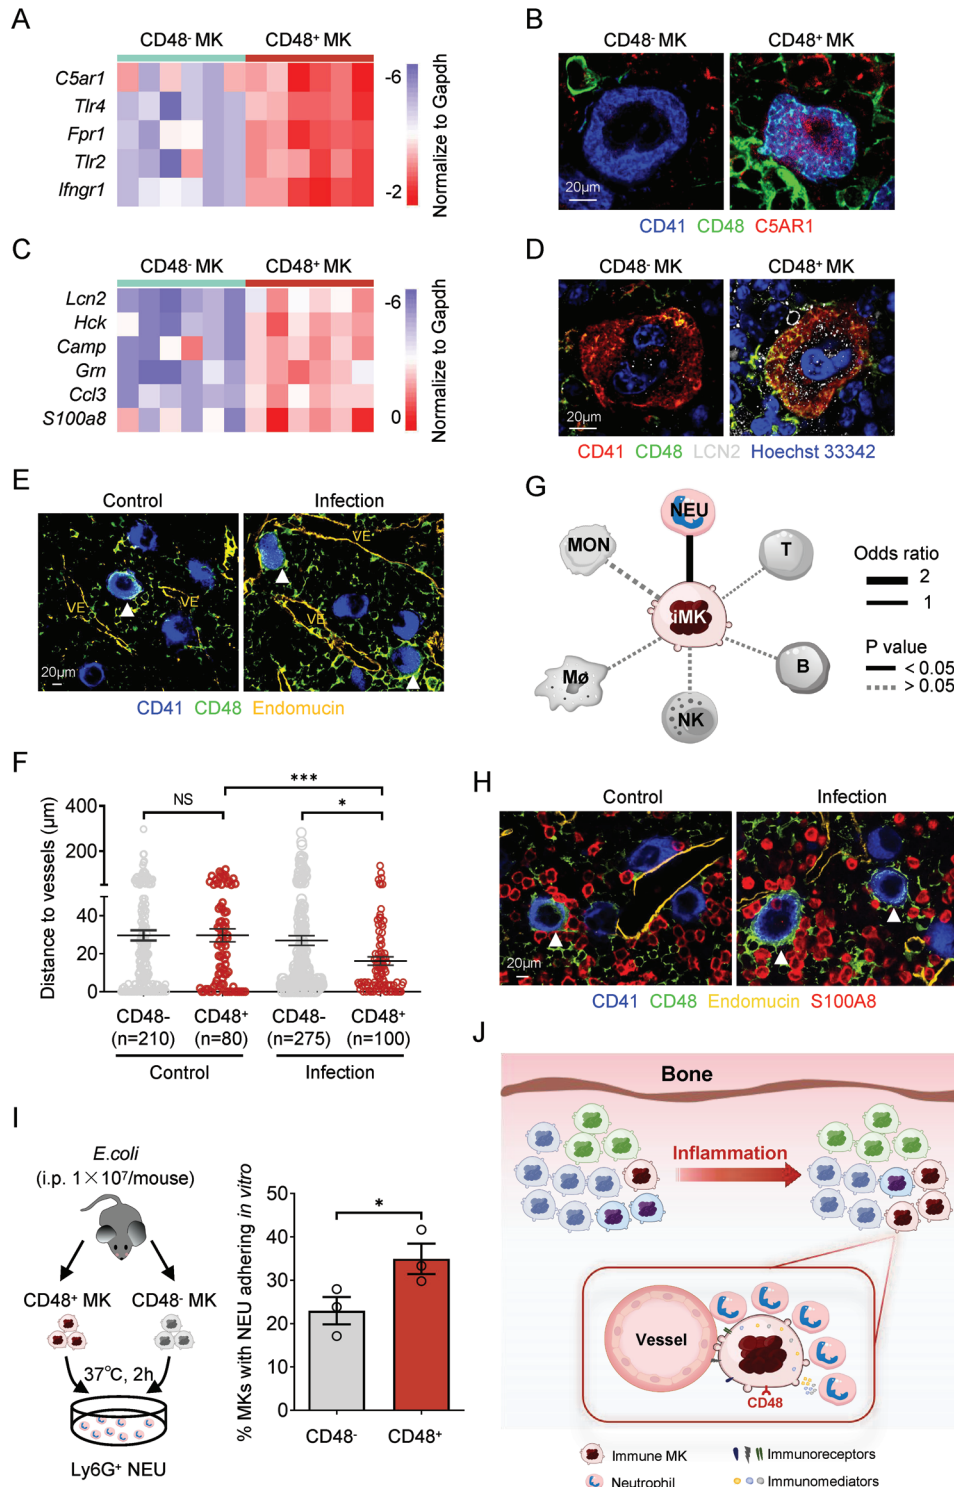 A
CD48⁻ MK CD48⁺ MK
C5ar1
Tlr4
Fpr1
Tlr2
Ifngr1
-6
-2
Normalize to Gapdh
B
CD48⁻ MK CD48⁺ MK
20μm
CD41 CD48 C5AR1
C
CD48⁻ MK CD48⁺ MK
Lcn2
Hck
Camp
Grn
Ccl3
S100a8
-6
0
Normalize to Gapdh
D
CD48⁻ MK CD48⁺ MK
20μm
CD41 CD48 LCN2 Hoechst 33342
E
Control Infection
VE
VE
VE
VE
20μm
CD41 CD48 Endomucin
G
NEU
MON
T
iMK
Mø
B
NK
Odds ratio
2
1
P value
< 0.05
> 0.05
F
Distance to vessels (μm)
400
200
40
20
0
NS
***
*
CD48- CD48+ CD48- CD48+
(n=210) (n=80) (n=275) (n=100)
Control Infection
H
Control Infection
20μm
CD41 CD48 Endomucin S100A8
I
E.coli
(i.p. 1×10⁷/mouse)
CD48⁺ MK CD48⁻ MK
37℃, 2h
Ly6G⁺ NEU
% MKs with NEU adhering in vitro
50
40
30
20
10
0
*
CD48⁻ CD48⁺
J
Bone
Inflammation
Vessel
CD48
Immune MK
Immunoreceptors
Neutrophil
Immunomediators